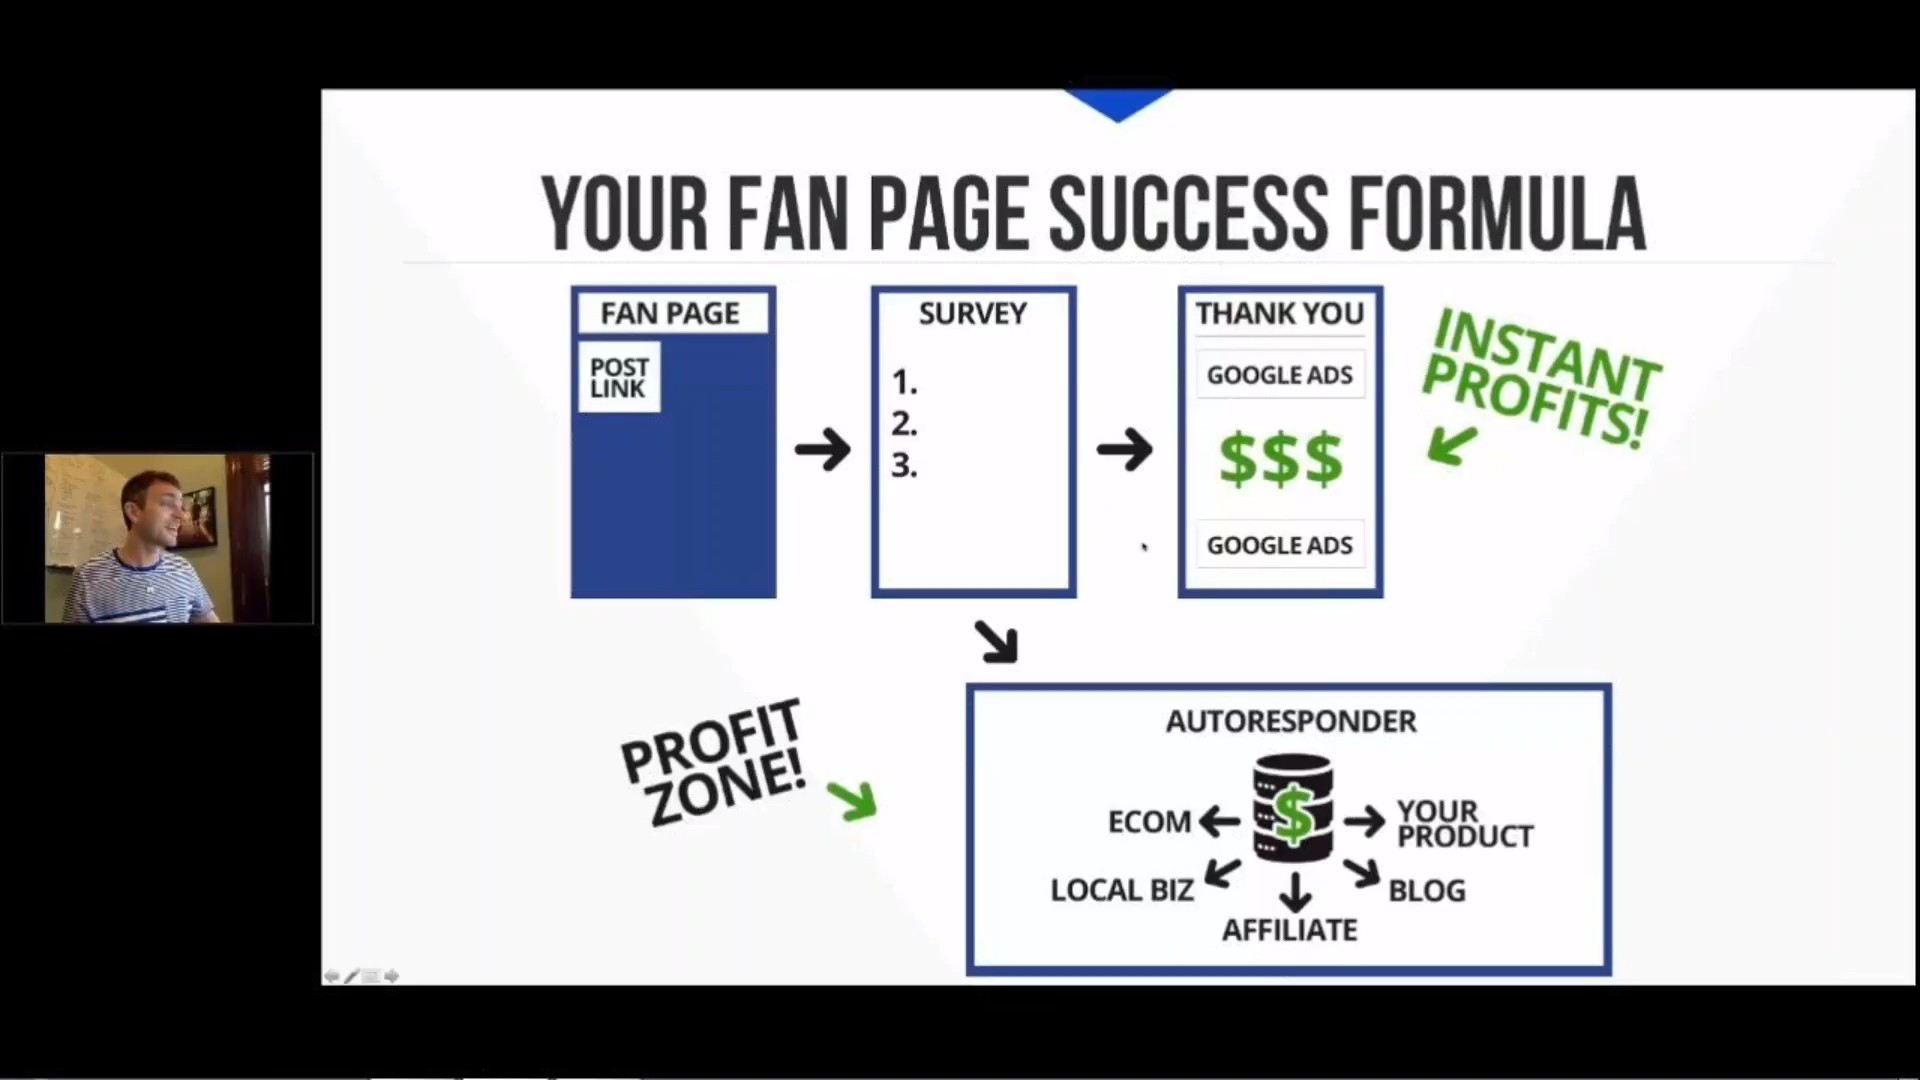 YOUR FAN PAGE SUCCESS FORMULA
FAN PAGE
POST
LINK
SURVEY
1.
2.
3.
THANK YOU
GOOGLE ADS
$$$
GOOGLE ADS
INSTANT
PROFITS!
PROFIT
ZONE!
AUTORESPONDER
$
ECOM
YOUR
PRODUCT
LOCAL BIZ
BLOG
AFFILIATE